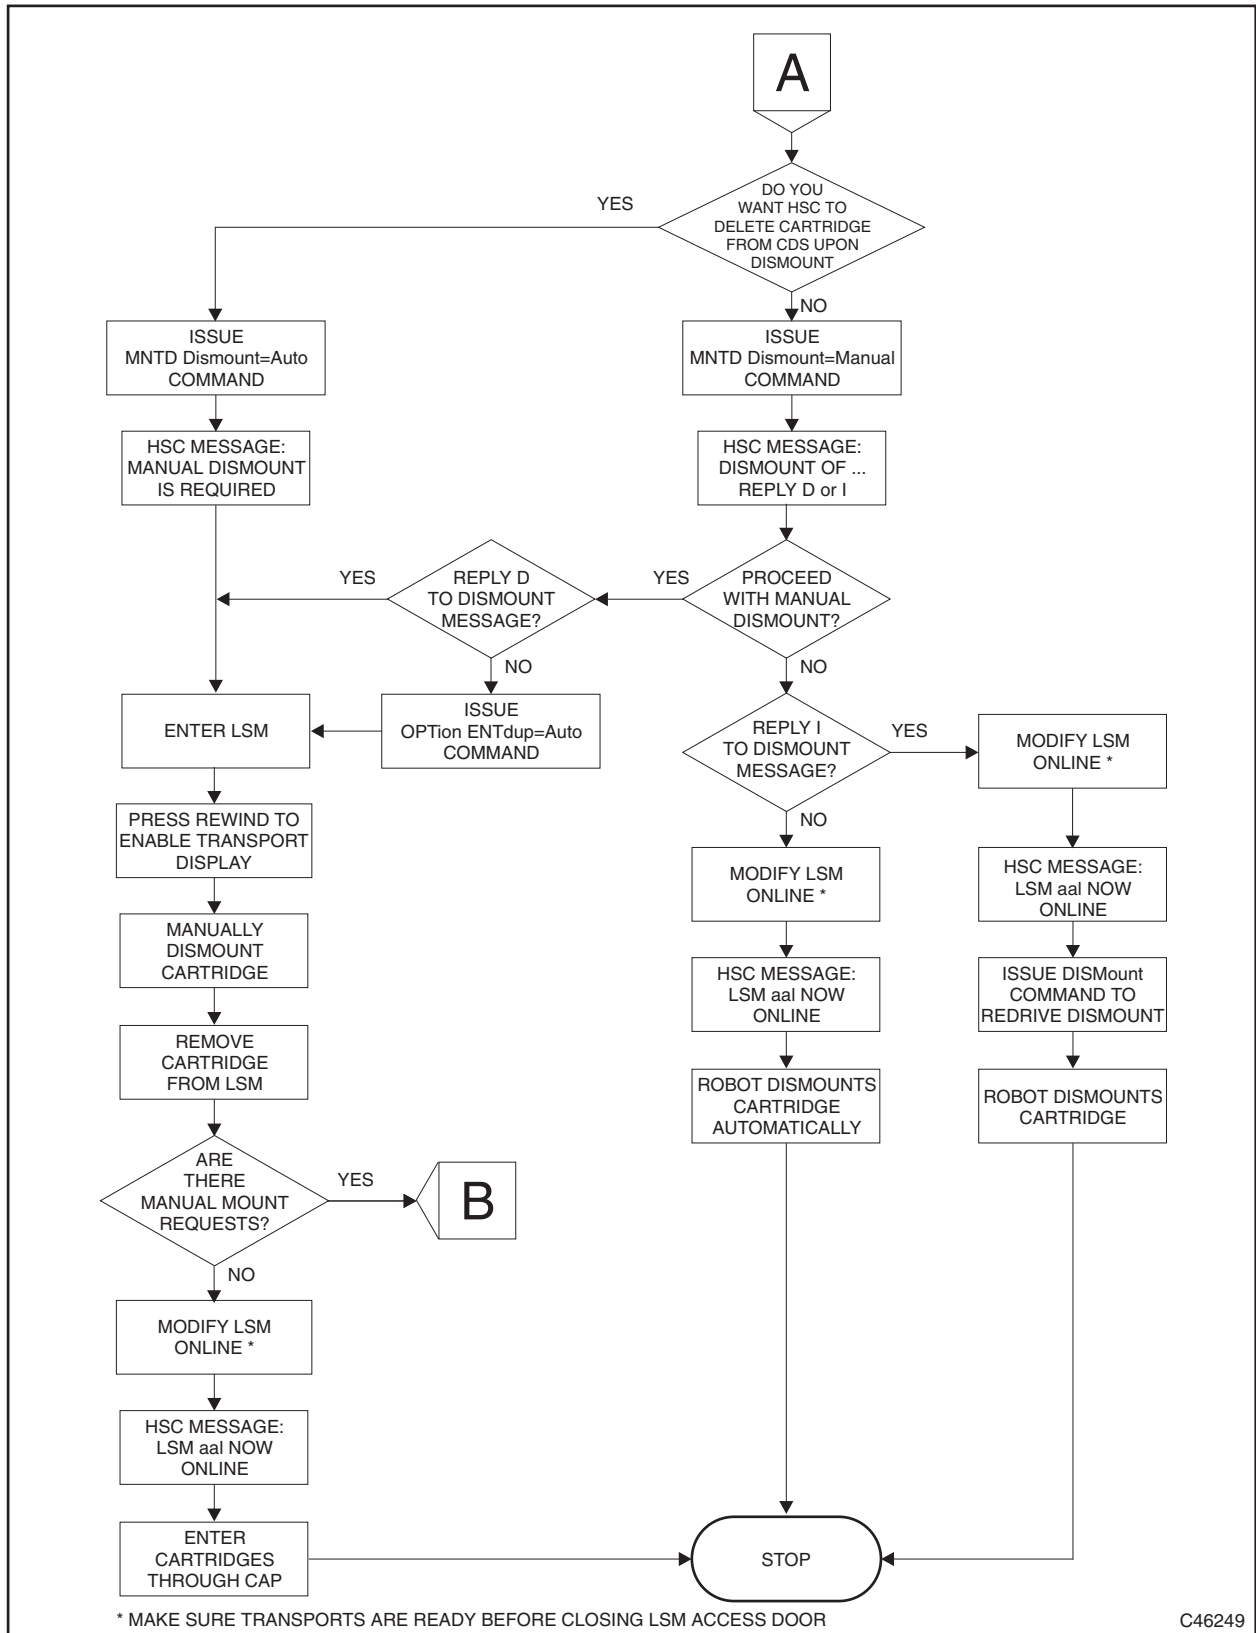 A
DO YOU
WANT HSC TO
DELETE CARTRIDGE
FROM CDS UPON
DISMOUNT
YES
NO
ISSUE
MNTD Dismount=Auto
COMMAND
ISSUE
MNTD Dismount=Manual
COMMAND
HSC MESSAGE:
MANUAL DISMOUNT
IS REQUIRED
HSC MESSAGE:
DISMOUNT OF ...
REPLY D or I
YES
REPLY D
TO DISMOUNT
MESSAGE?
YES
PROCEED
WITH MANUAL
DISMOUNT?
NO
NO
ENTER LSM
ISSUE
OPTion ENTdup=Auto
COMMAND
REPLY I
TO DISMOUNT
MESSAGE?
YES
MODIFY LSM
ONLINE *
NO
PRESS REWIND TO
ENABLE TRANSPORT
DISPLAY
MODIFY LSM
ONLINE *
HSC MESSAGE:
LSM aal NOW
ONLINE
MANUALLY
DISMOUNT
CARTRIDGE
HSC MESSAGE:
LSM aal NOW
ONLINE
ISSUE DISMount
COMMAND TO
REDRIVE DISMOUNT
REMOVE
CARTRIDGE
FROM LSM
ROBOT DISMOUNTS
CARTRIDGE
AUTOMATICALLY
ROBOT DISMOUNTS
CARTRIDGE
ARE
THERE
MANUAL MOUNT
REQUESTS?
YES
B
NO
MODIFY LSM
ONLINE *
HSC MESSAGE:
LSM aal NOW
ONLINE
ENTER
CARTRIDGES
THROUGH CAP
STOP
* MAKE SURE TRANSPORTS ARE READY BEFORE CLOSING LSM ACCESS DOOR
C46249